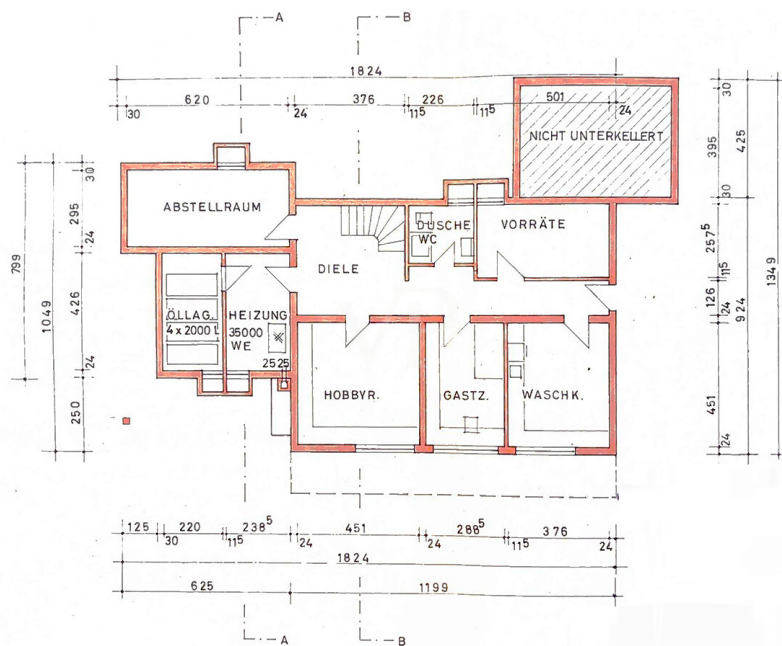 A
B
1824
620
376
226
501
30
24
11⁵
11⁵
24
NICHT UNTERKELLERT
30
395
30
425
ABSTELLRAUM
DUSCHE
WC
VORRÄTE
DIELE
30
295
24
799
1049
426
24
250
257⁵
11⁵
126
24
924
1349
451
24
ÖLLAG.
4 x 2000 L
HEIZUNG
35000
WE
25 25
HOBBYR.
GASTZ.
WASCHK.
125
220
238⁵
451
288⁵
376
30
11⁵
24
24
11⁵
24
1824
625
1199
A
B